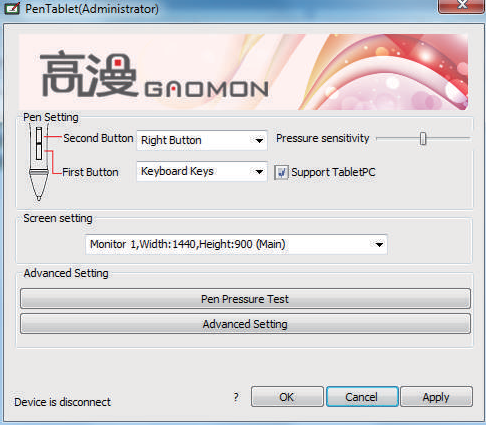 PenTablet(Administrator)
高漫 GAOMON
Pen Setting
Second Button Right Button Pressure sensitivity
First Button Keyboard Keys Support TabletPC
Screen setting
Monitor 1,Width:1440,Height:900 (Main)
Advanced Setting
Pen Pressure Test
Advanced Setting
Device is disconnect ? OK Cancel Apply